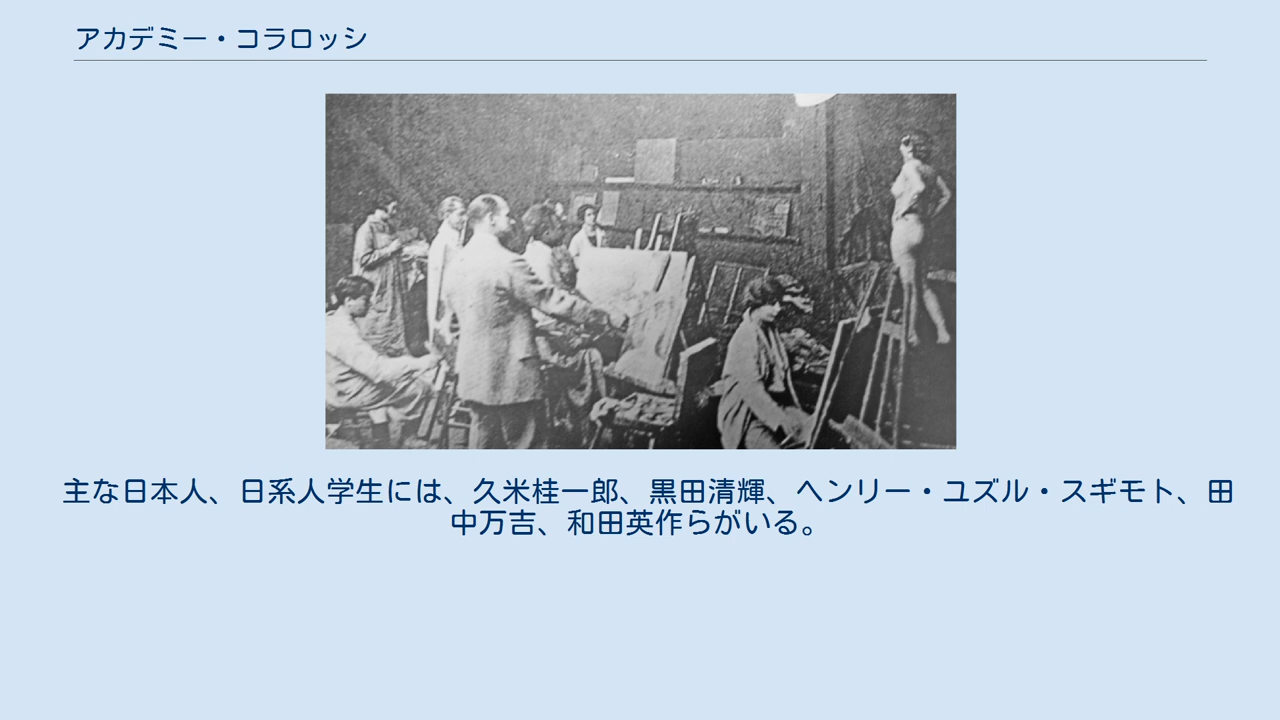 アカデミー・コラロッシ
主な日本人、日系人学生には、久米桂一郎、黒田清輝、ヘンリー・ユズル・スギモト、田
中万吉、和田英作らがいる。